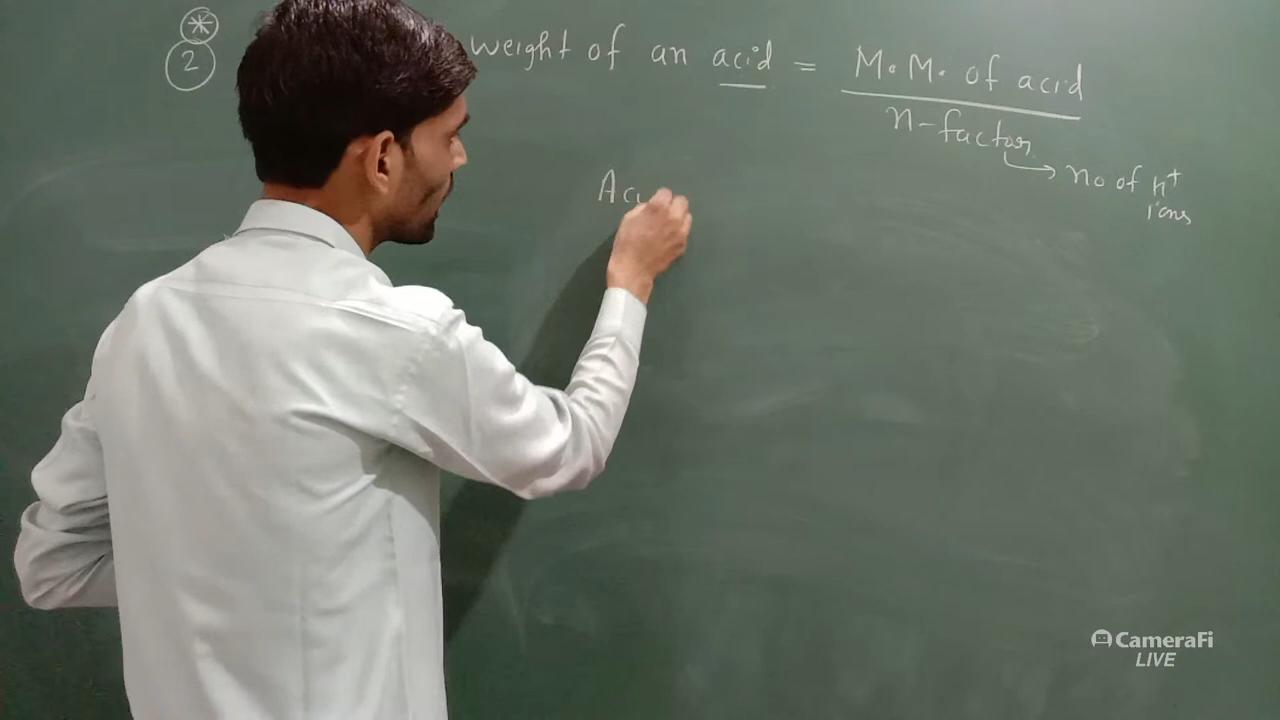 * 2 weight of an acid = M.M. of acid
n-factor
→ no of H+
ions
Ac
CameraFi
LIVE